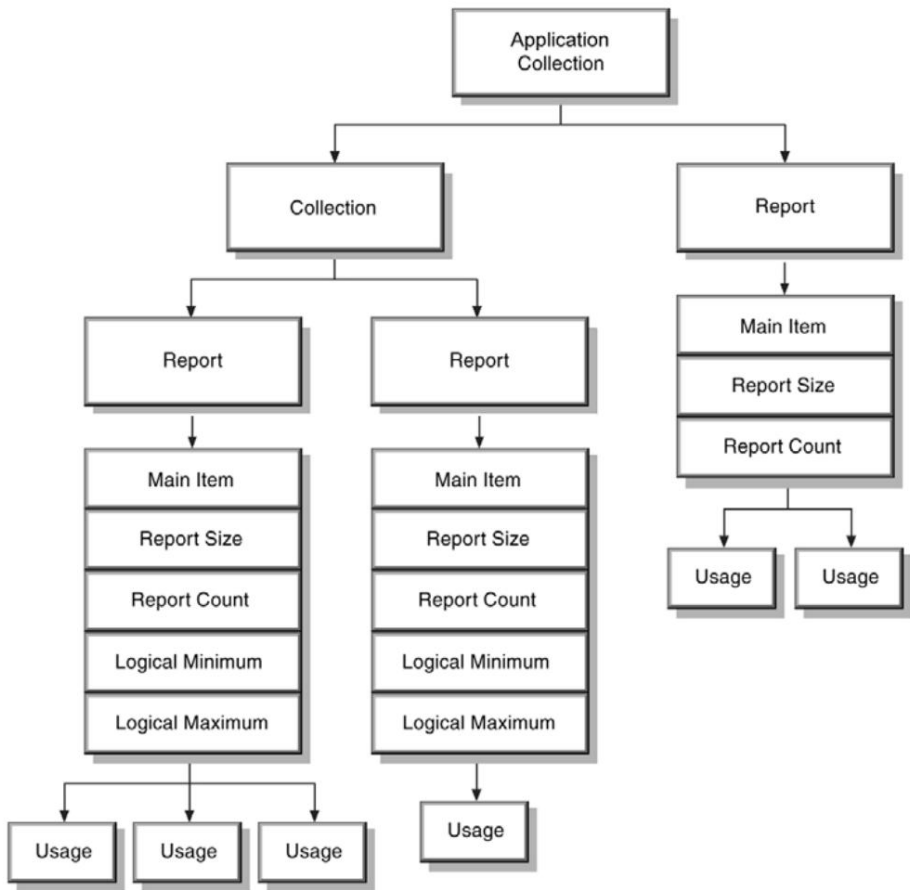 Application
Collection
Collection
Report
Report
Report
Main Item
Report Size
Report Count
Main Item
Report Size
Report Count
Logical Minimum
Logical Maximum
Main Item
Report Size
Report Count
Logical Minimum
Logical Maximum
Usage
Usage
Usage
Usage
Usage
Usage